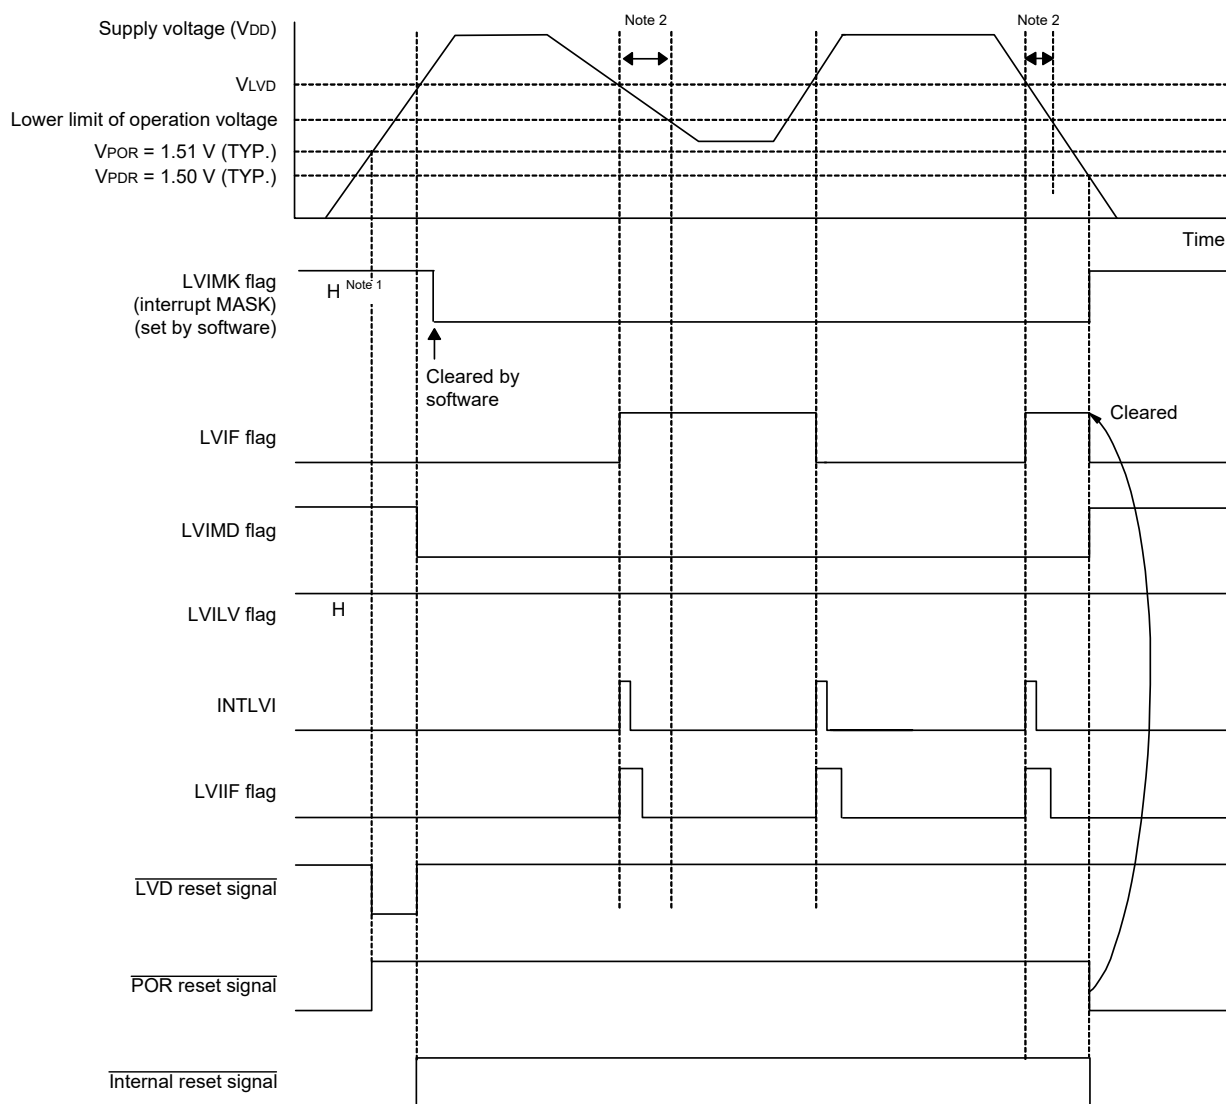 Note 2
Note 2
Supply voltage (VDD)
VLVD
Lower limit of operation voltage
VPOR = 1.51 V (TYP.)
VPDR = 1.50 V (TYP.)
Time
LVIMK flag
(interrupt MASK)
(set by software)
H Note 1
Cleared by
software
LVIF flag
Cleared
LVIMD flag
LVILV flag
H
INTLVI
LVIIF flag
LVD reset signal
POR reset signal
Internal reset signal